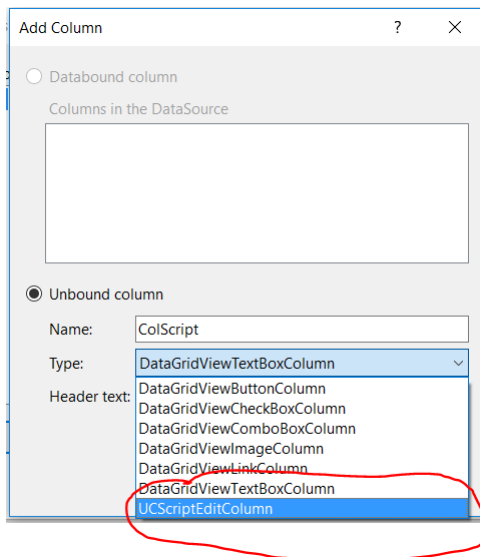 Add Column ? ×
Databound column
Columns in the DataSource
Unbound column
Name: ColScript
Type: DataGridViewTextBoxColumn
Header text:
DataGridViewButtonColumn
DataGridViewCheckBoxColumn
DataGridViewComboBoxColumn
DataGridViewImageColumn
DataGridViewLinkColumn
DataGridViewTextBoxColumn
UCScriptEditColumn